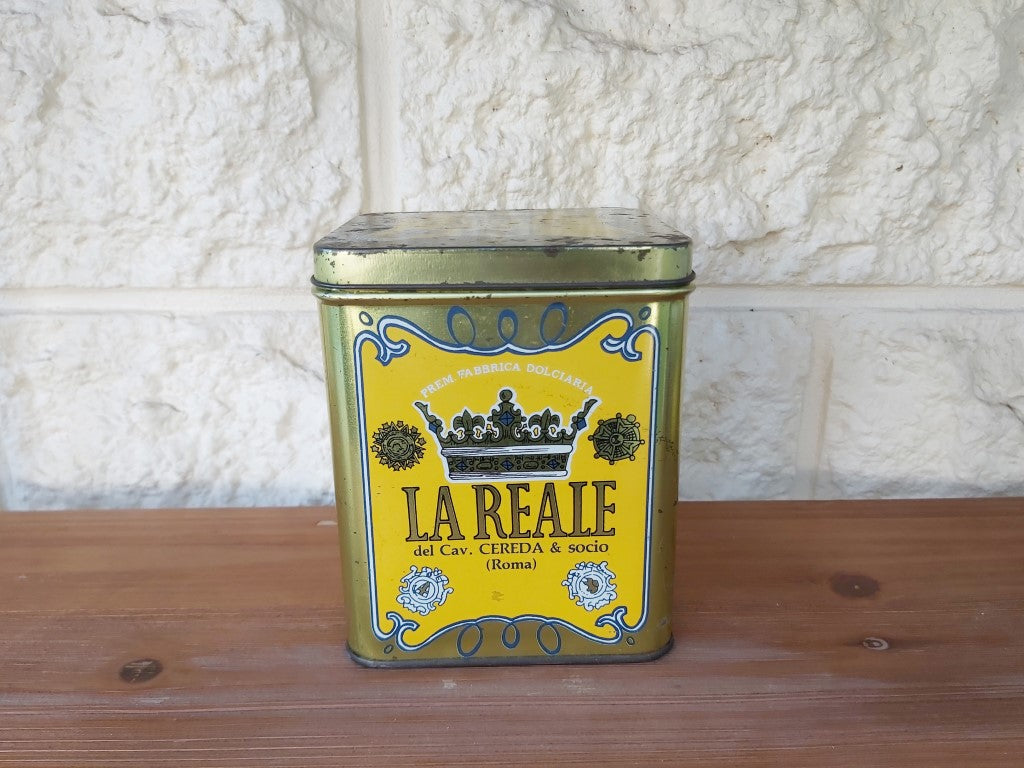 PREM. FABBRICA DOLCIARIA
LA REALE
del Cav. CEREDA & socio
(Roma)